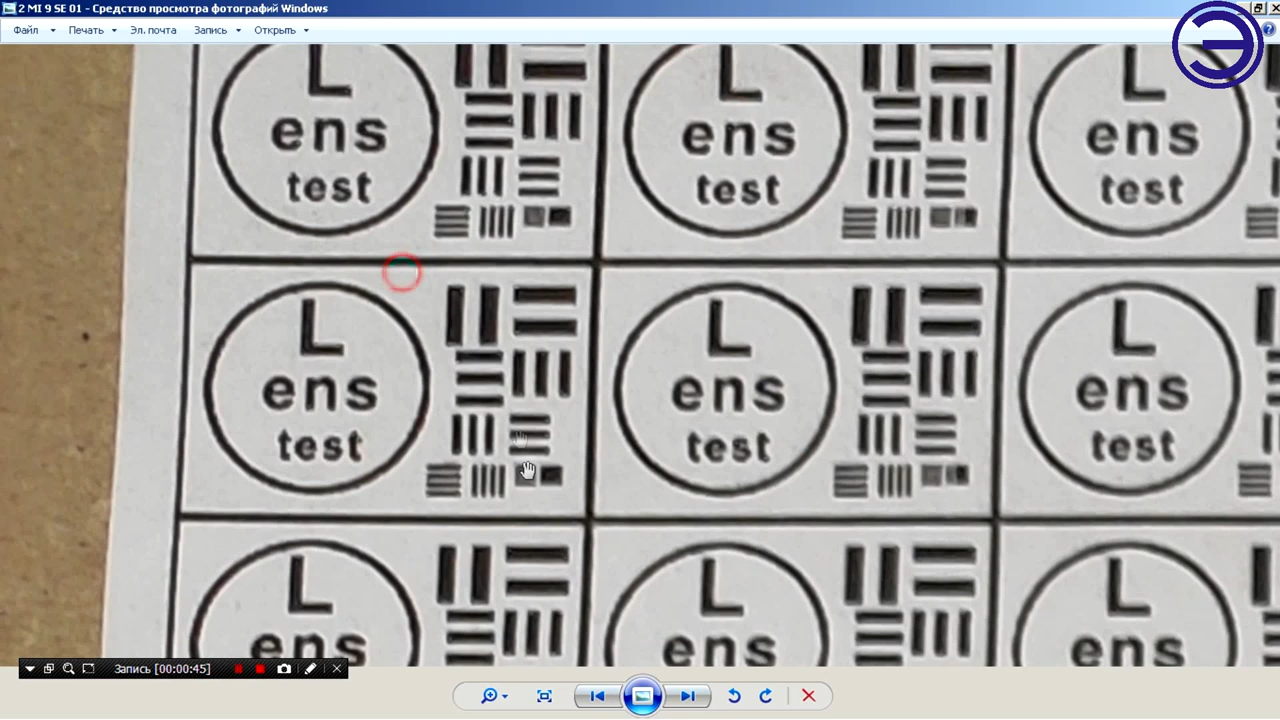 2 MI 9 SE 01 - Средство просмотра фотографий Windows
Файл Печать Эл. почта Запись Открыть
L
ens
test
L
ens
test
L
ens
test
L
ens
test
L
ens
test
L
ens
test
L
ens
L
ens
L
ens
Запись [00:00:45]